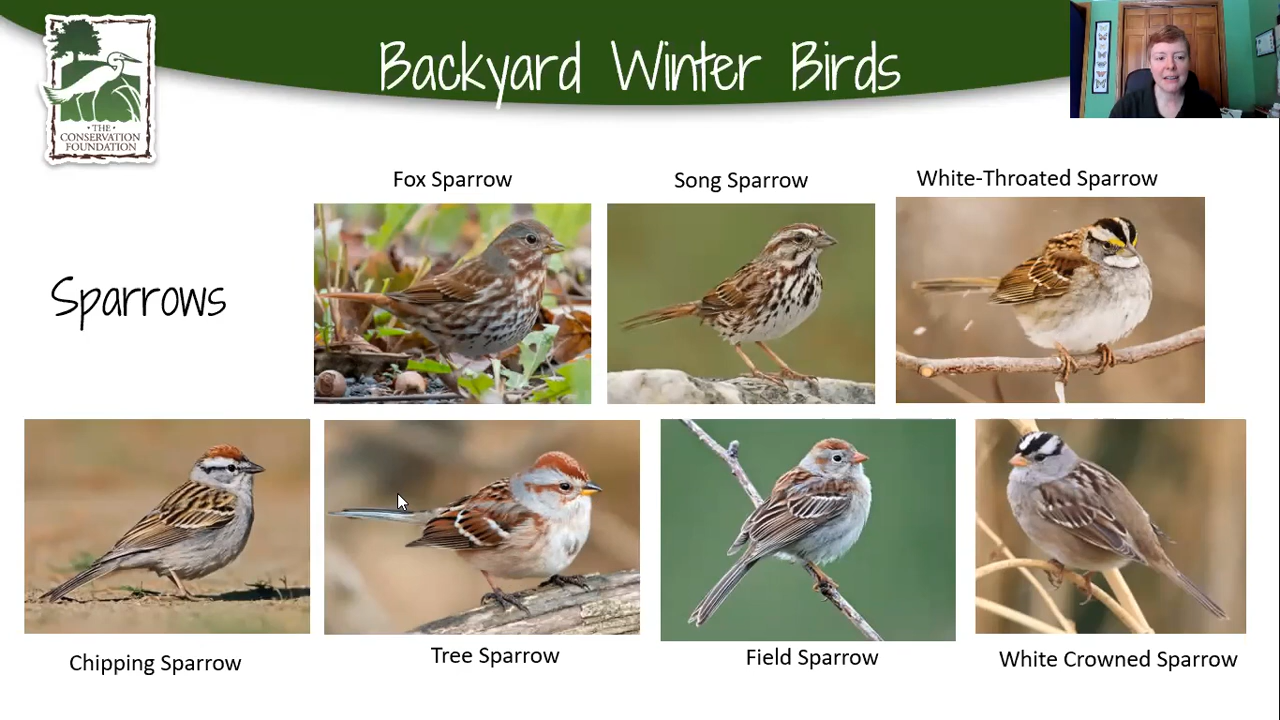 Backyard Winter Birds
• THE •
CONSERVATION
FOUNDATION
Fox Sparrow
Song Sparrow
White-Throated Sparrow
Sparrows
Chipping Sparrow
Tree Sparrow
Field Sparrow
White Crowned Sparrow